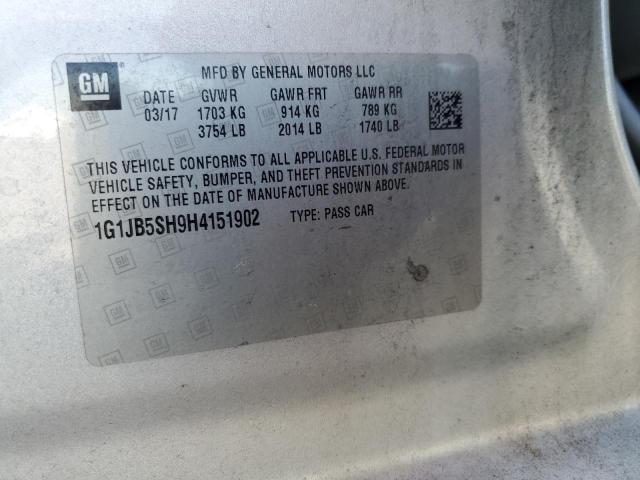 GM
MFD BY GENERAL MOTORS LLC
DATE GVWR GAWR FRT GAWR RR
03/17 1703 KG 914 KG 789 KG
3754 LB 2014 LB 1740 LB
THIS VEHICLE CONFORMS TO ALL APPLICABLE U.S. FEDERAL MOTOR
VEHICLE SAFETY, BUMPER, AND THEFT PREVENTION STANDARDS IN
EFFECT ON THE DATE OF MANUFACTURE SHOWN ABOVE.
1G1JB5SH9H4151902 TYPE: PASS CAR